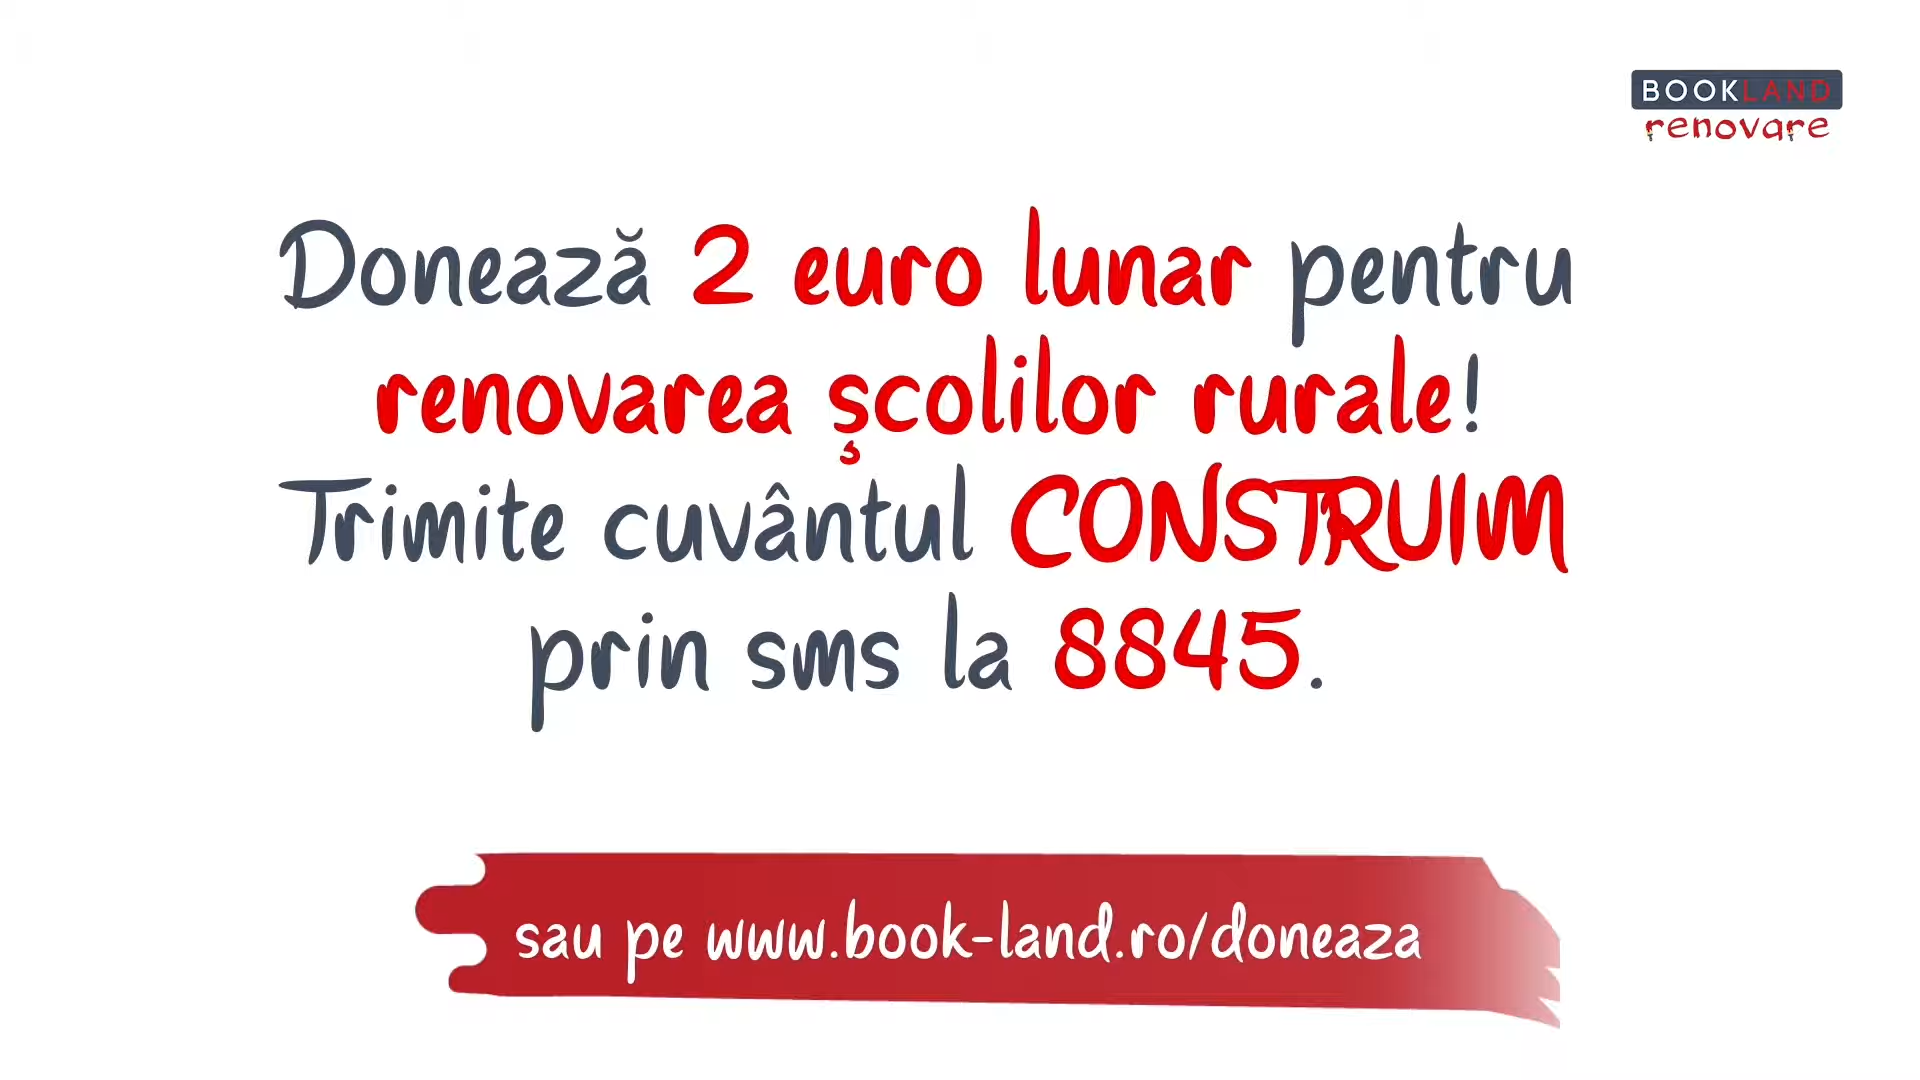 BOOKLAND
renovare
Donează 2 euro lunar pentru
renovarea școlilor rurale!
Trimite cuvântul CONSTRUIM
prin sms la 8845.
sau pe www.book-land.ro/doneaza